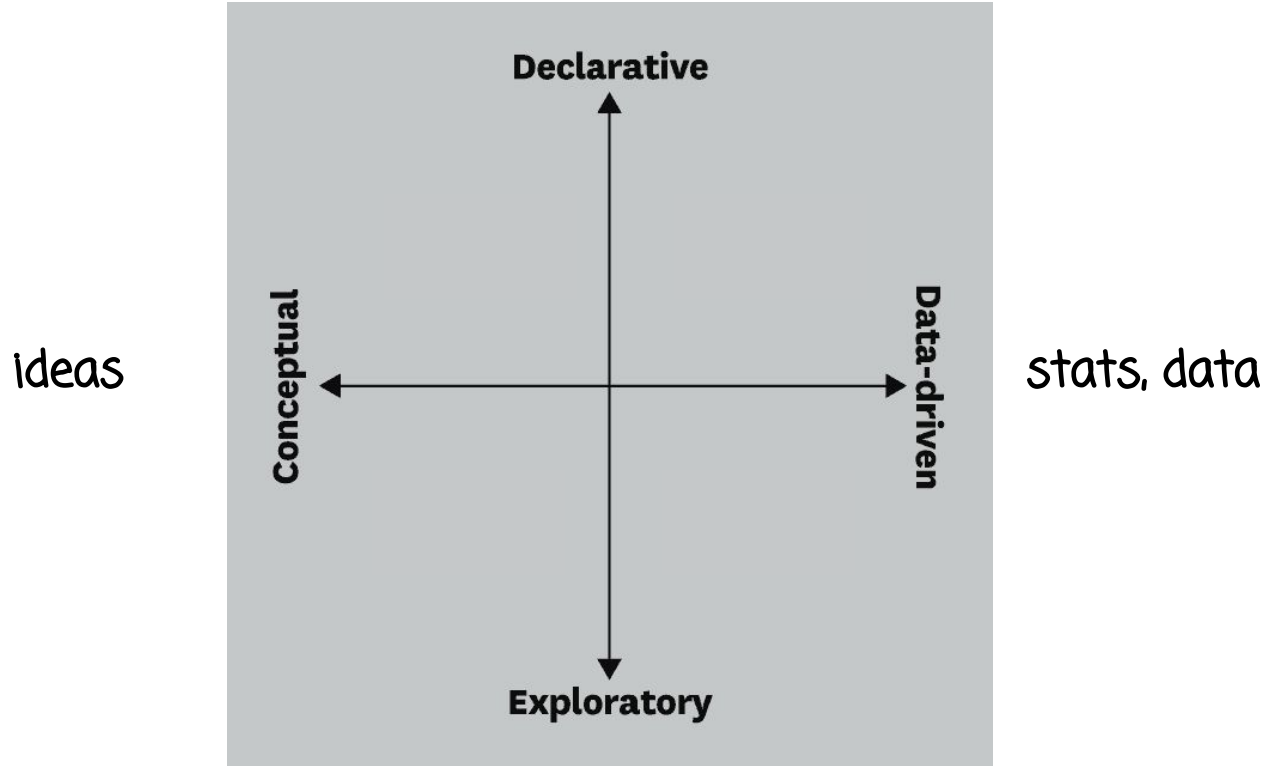 Declarative
ideas
Conceptual
Data-driven
stats, data
Exploratory